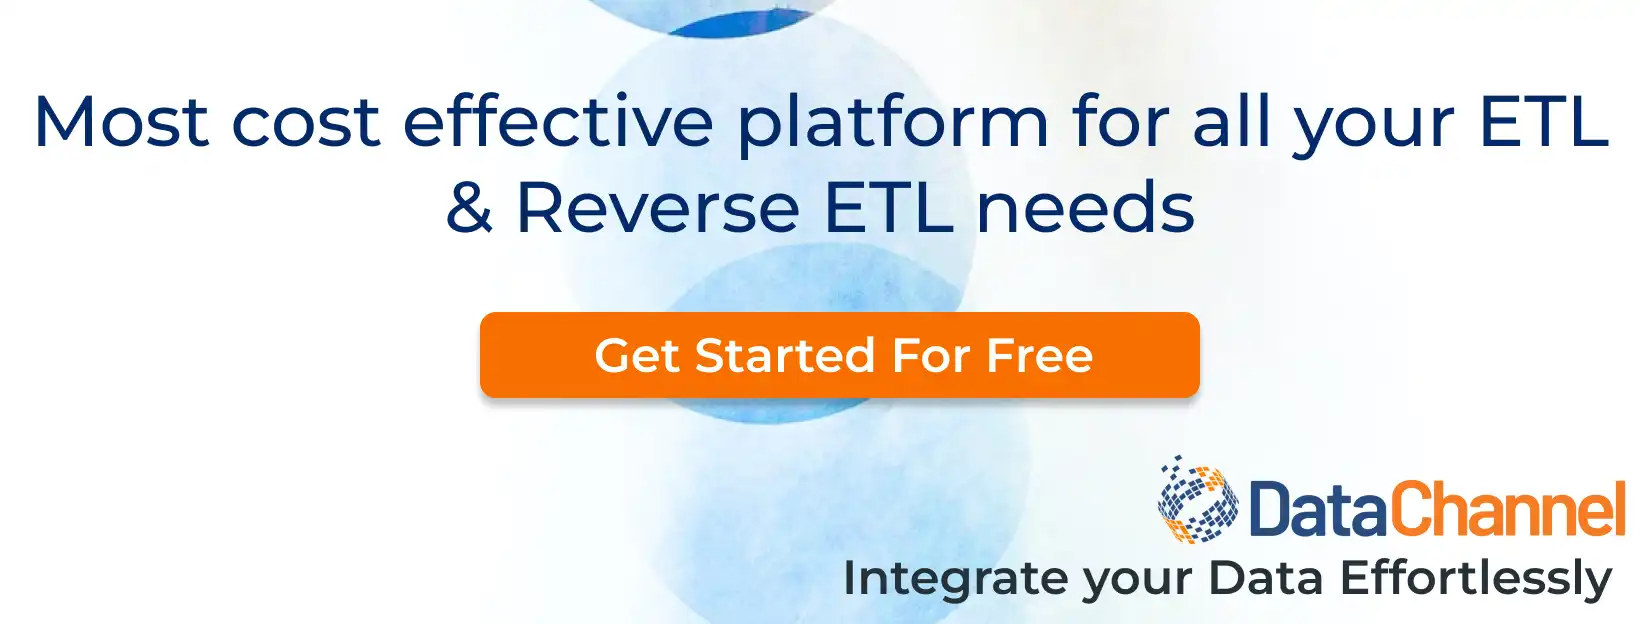 Most cost effective platform for all your ETL
& Reverse ETL needs
Get Started For Free
DataChannel
Integrate your Data Effortlessly